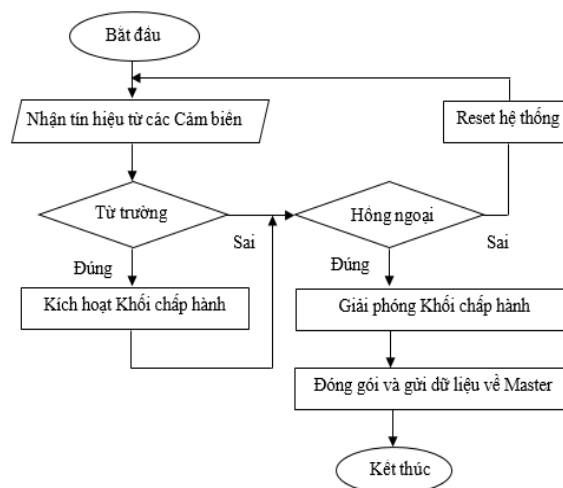 Bắt đầu
Nhận tín hiệu từ các Cảm biến
Reset hệ thống
Từ trường
Hồng ngoại
Sai
Sai
Đúng
Đúng
Kích hoạt Khối chấp hành
Giải phóng Khối chấp hành
Đóng gói và gửi dữ liệu về Master
Kết thúc